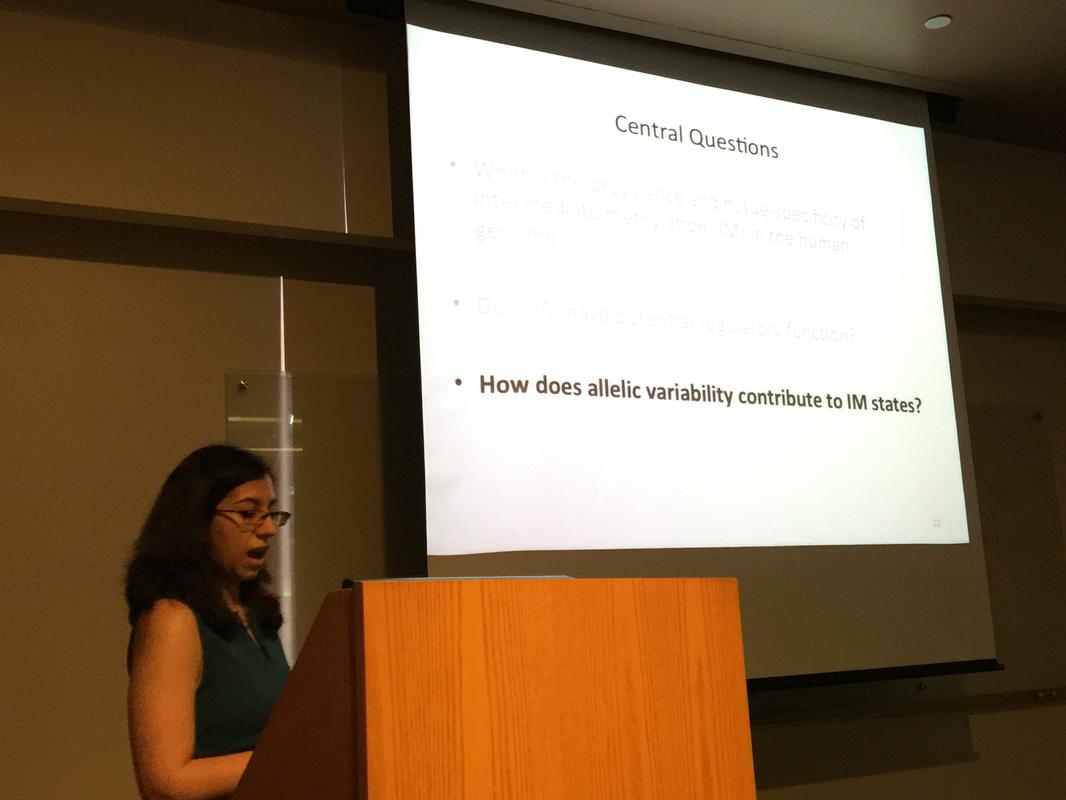 Central Questions
• What is the prevalence and tissue-specificity of
intermediate methylation (IM) in the human
genome?
• Does IM have potential regulatory function?
• How does allelic variability contribute to IM states?